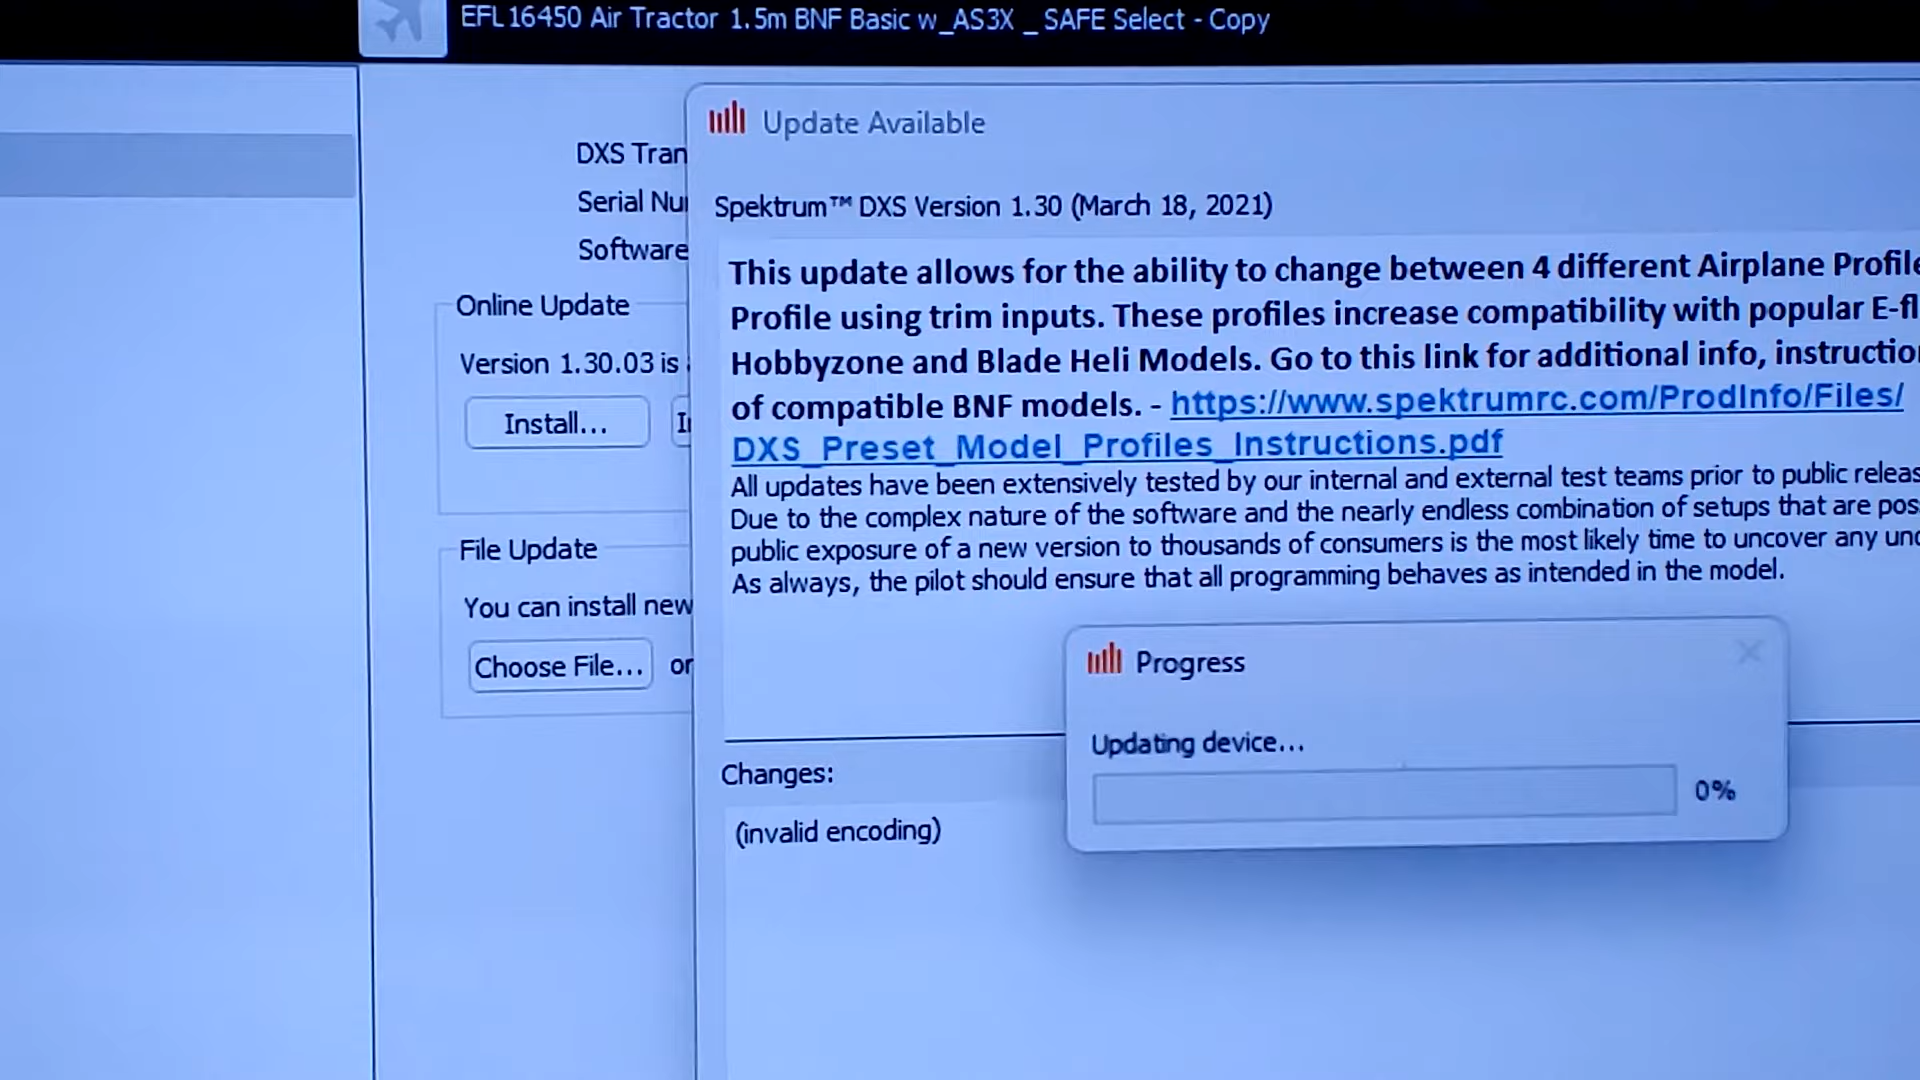 EFL16450 Air Tractor 1.5m BNF Basic w_AS3X _ SAFE Select - Copy
DXS Tran
Serial Nu
Software
Online Update
Version 1.30.03 is
Install...
File Update
You can install new
Choose File... or
Update Available
Spektrum™ DXS Version 1.30 (March 18, 2021)
This update allows for the ability to change between 4 different Airplane Profile
Profile using trim inputs. These profiles increase compatibility with popular E-fl
Hobbyzone and Blade Heli Models. Go to this link for additional info, instructio
of compatible BNF models. - https://www.spektrumrc.com/ProdInfo/Files/
DXS_Preset_Model_Profiles_Instructions.pdf
All updates have been extensively tested by our internal and external test teams prior to public releas
Due to the complex nature of the software and the nearly endless combination of setups that are pos
public exposure of a new version to thousands of consumers is the most likely time to uncover any un
As always, the pilot should ensure that all programming behaves as intended in the model.
Changes:
(invalid encoding)
Progress
Updating device...
0%